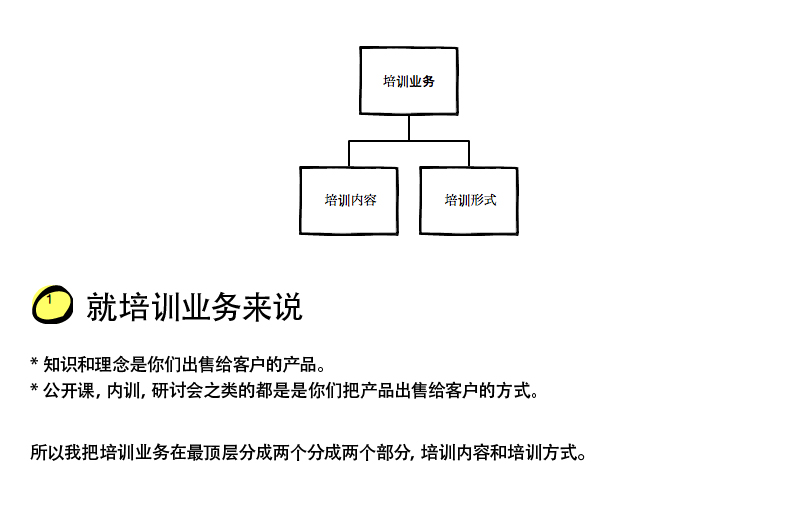 培训业务
培训内容
培训形式
1
就培训业务来说
* 知识和理念是你们出售给客户的产品。
* 公开课, 内训, 研讨会之类的都是是你们把产品出售给客户的方式。
所以我把培训业务在最顶层分成两个分成两个部分, 培训内容和培训方式。